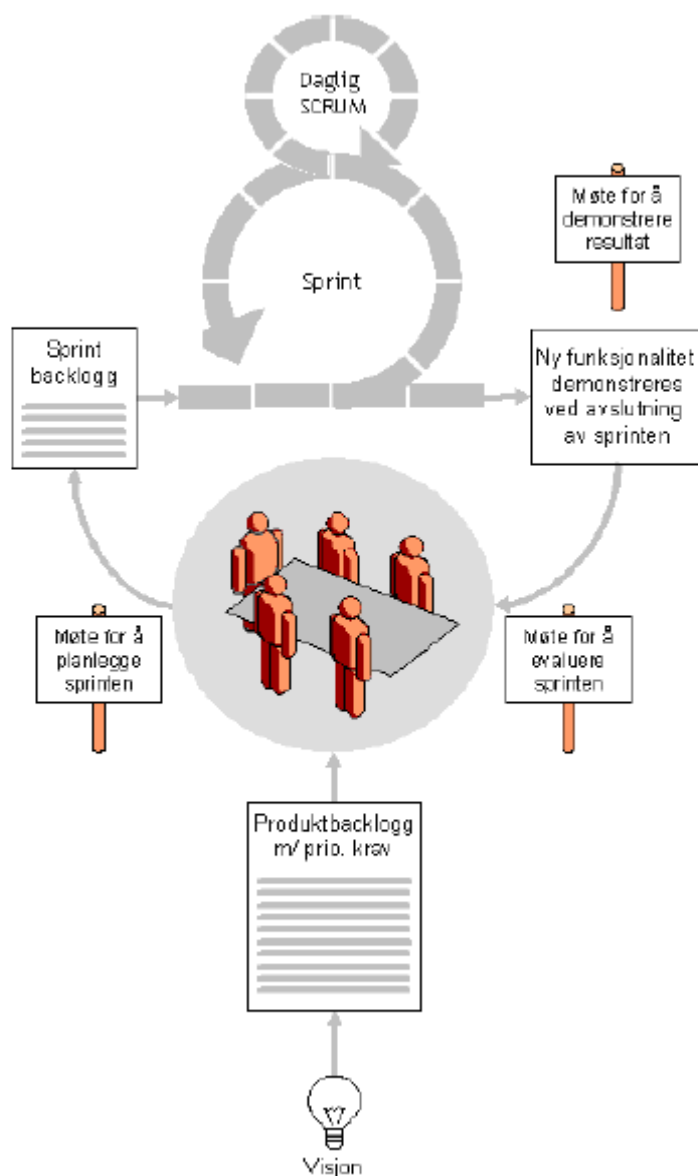 Daglig
SCRUM
Møte for å
demonstrere
resultat
Sprint
Sprint
backlogg
Ny funksjonalitet
demonstreres
ved avslutning
av sprinten
Møte for å
planlegge
sprinten
Møte for å
evaluere
sprinten
Produktbacklogg
m/ prio. krav
Visjon